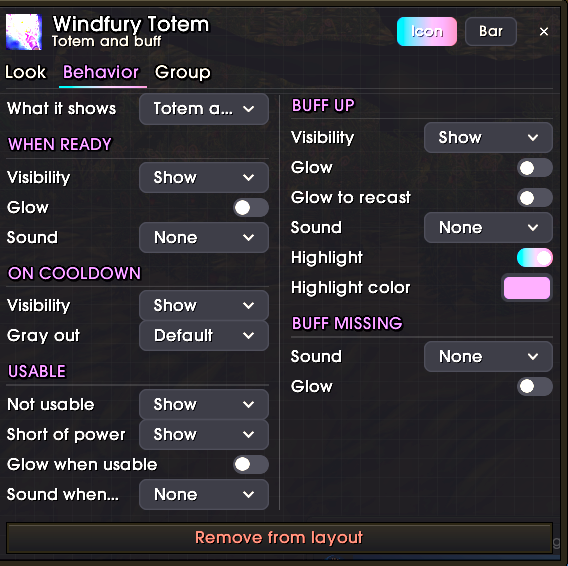 Windfury Totem
Totem and buff
Icon
Bar
×
Look
Behavior
Group
What it shows
Totem a...
WHEN READY
Visibility
Show
Glow
Sound
None
ON COOLDOWN
Visibility
Show
Gray out
Default
USABLE
Not usable
Show
Short of power
Show
Glow when usable
Sound when...
None
BUFF UP
Visibility
Show
Glow
Glow to recast
Sound
None
Highlight
Highlight color
BUFF MISSING
Sound
None
Glow
Remove from layout